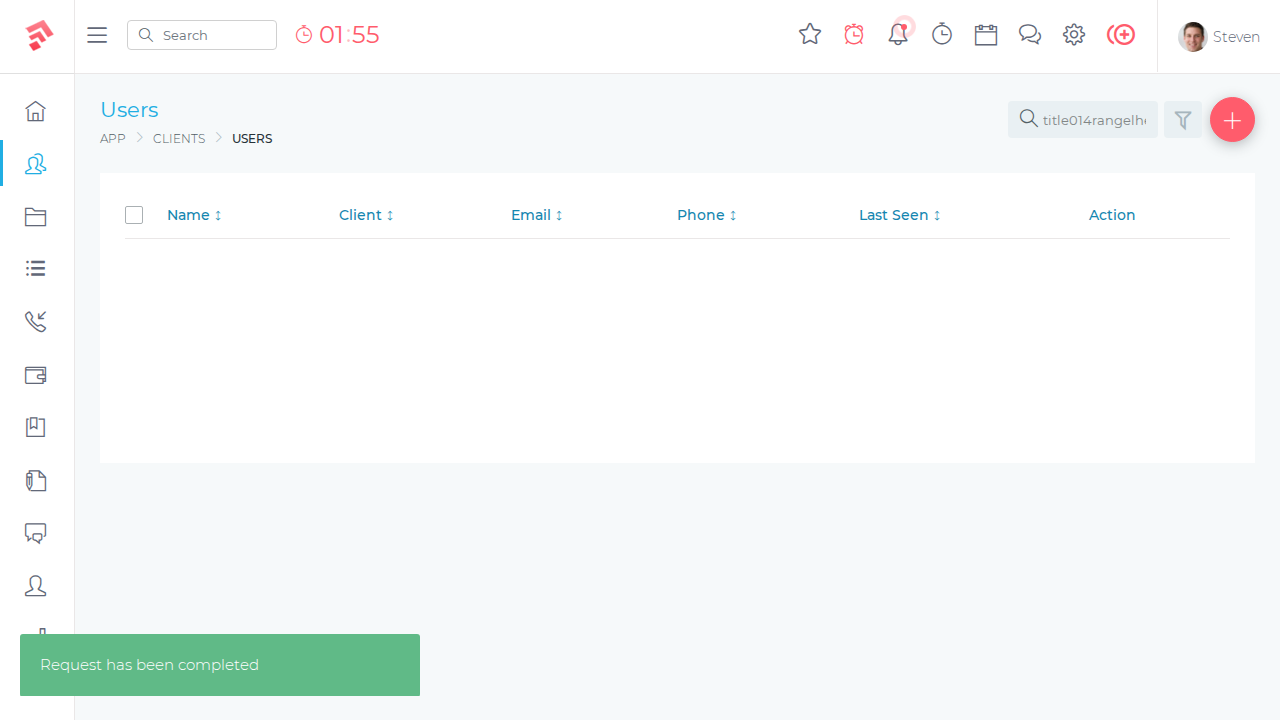 Search
01:55
Steven
Users
APP
CLIENTS
USERS
title014rangelhe
Name
Client
Email
Phone
Last Seen
Action
Request has been completed